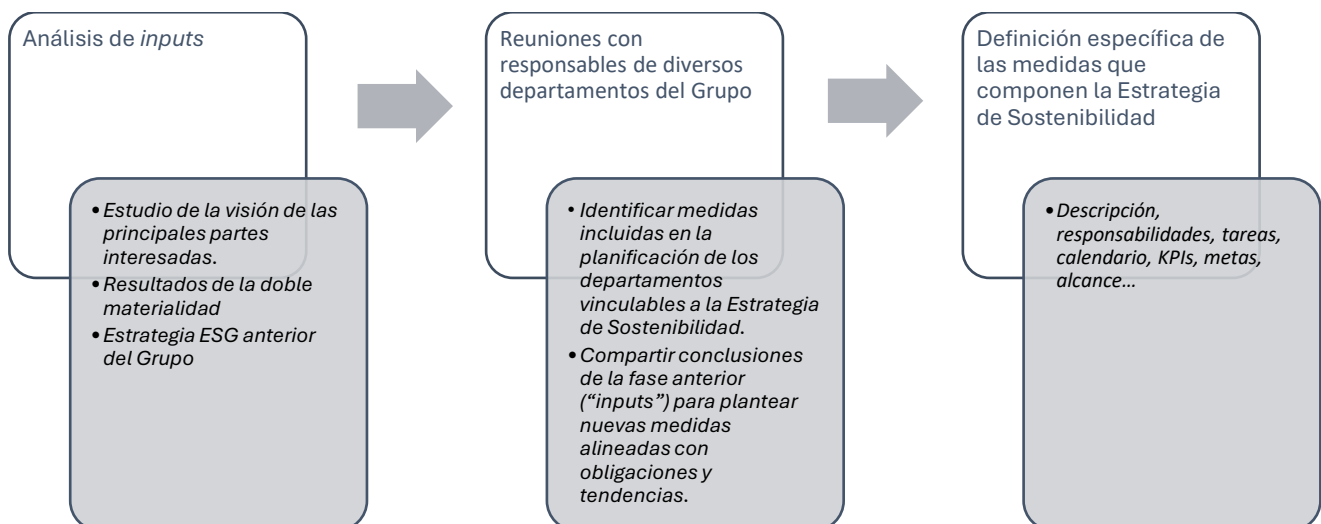 Análisis de inputs
• Estudio de la visión de las
principales partes
interesadas.
• Resultados de la doble
materialidad
• Estrategia ESG anterior
del Grupo
Reuniones con
responsables de diversos
departamentos del Grupo
• Identificar medidas
incluidas en la
planificación de los
departamentos
vinculables a la Estrategia
de Sostenibilidad.
• Compartir conclusiones
de la fase anterior
(“inputs”) para plantear
nuevas medidas
alineadas con
obligaciones y
tendencias.
Definición específica de
las medidas que
componen la Estrategia
de Sostenibilidad
• Descripción,
responsabilidades, tareas,
calendario, KPIs, metas,
alcance…